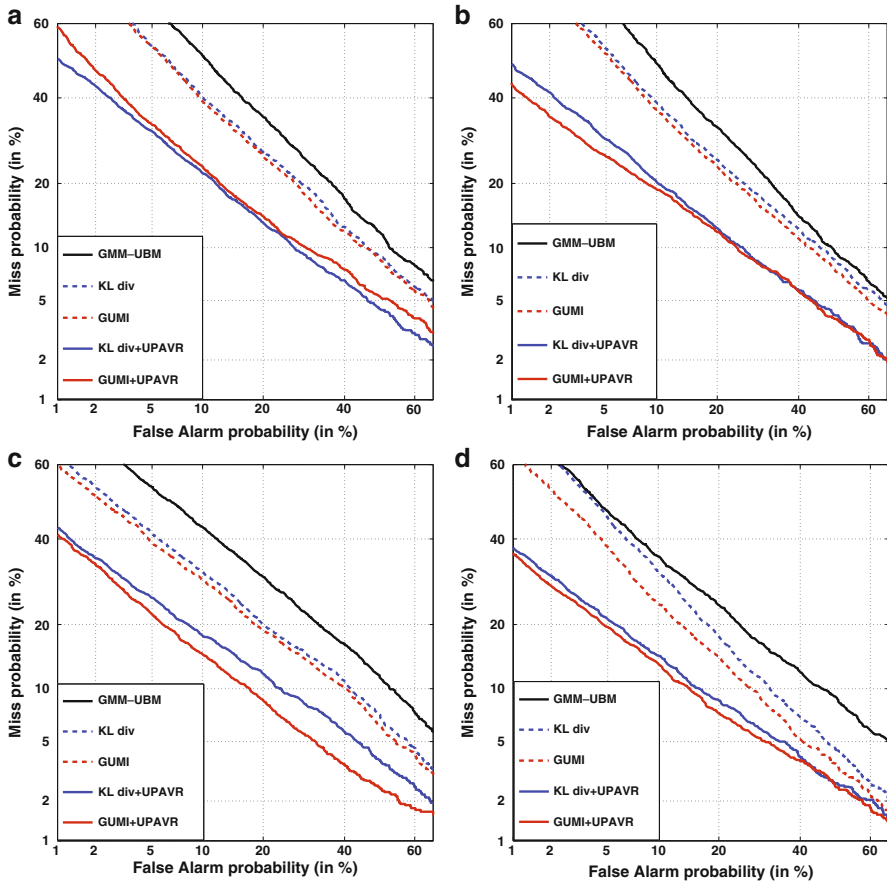 a
60
40
20
10
5
2
1
Miss probability (in %)
GMM–UBM
KL div
GUMI
KL div+UPAVR
GUMI+UPAVR
1 2 5 10 20 40 60
False Alarm probability (in %)
b
60
40
20
10
5
2
1
Miss probability (in %)
GMM–UBM
KL div
GUMI
KL div+UPAVR
GUMI+UPAVR
1 2 5 10 20 40 60
False Alarm probability (in %)
c
60
40
20
10
5
2
1
Miss probability (in %)
GMM–UBM
KL div
GUMI
KL div+UPAVR
GUMI+UPAVR
1 2 5 10 20 40 60
False Alarm probability (in %)
d
60
40
20
10
5
2
1
Miss probability (in %)
GMM–UBM
KL div
GUMI
KL div+UPAVR
GUMI+UPAVR
1 2 5 10 20 40 60
False Alarm probability (in %)